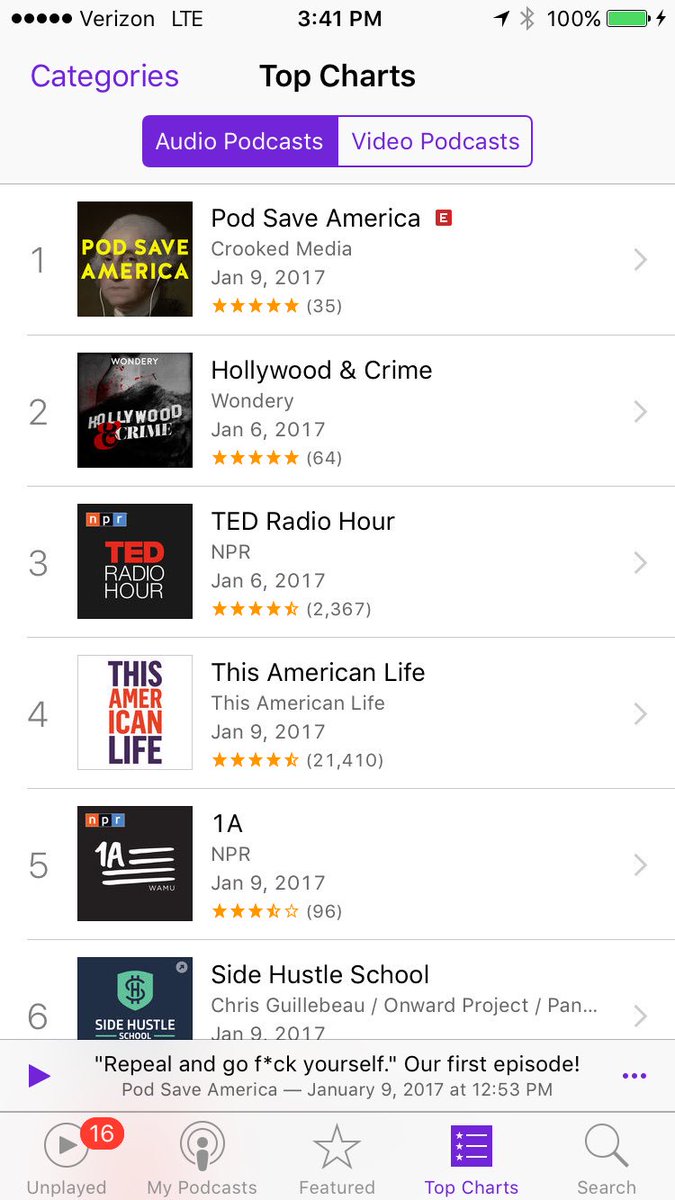 Verizon LTE 3:41 PM 100%
Categories Top Charts
Audio Podcasts Video Podcasts
1
POD SAVE
AMERICA
Pod Save America E
Crooked Media
Jan 9, 2017
(35)
2
WONDERY
HOLLYWOOD
& CRIME
Hollywood & Crime
Wondery
Jan 6, 2017
(64)
3
npr
TED
RADIO
HOUR
TED Radio Hour
NPR
Jan 6, 2017
(2,367)
4
THIS
AMER
ICAN
LIFE
This American Life
This American Life
Jan 9, 2017
(21,410)
5
npr
1A
WAMU
1A
NPR
Jan 9, 2017
(96)
6
SIDE HUSTLE
SCHOOL
Side Hustle School
Chris Guillebeau / Onward Project / Pan...
Jan 9, 2017
"Repeal and go f*ck yourself." Our first episode!
Pod Save America — January 9, 2017 at 12:53 PM
16
Unplayed My Podcasts Featured Top Charts Search